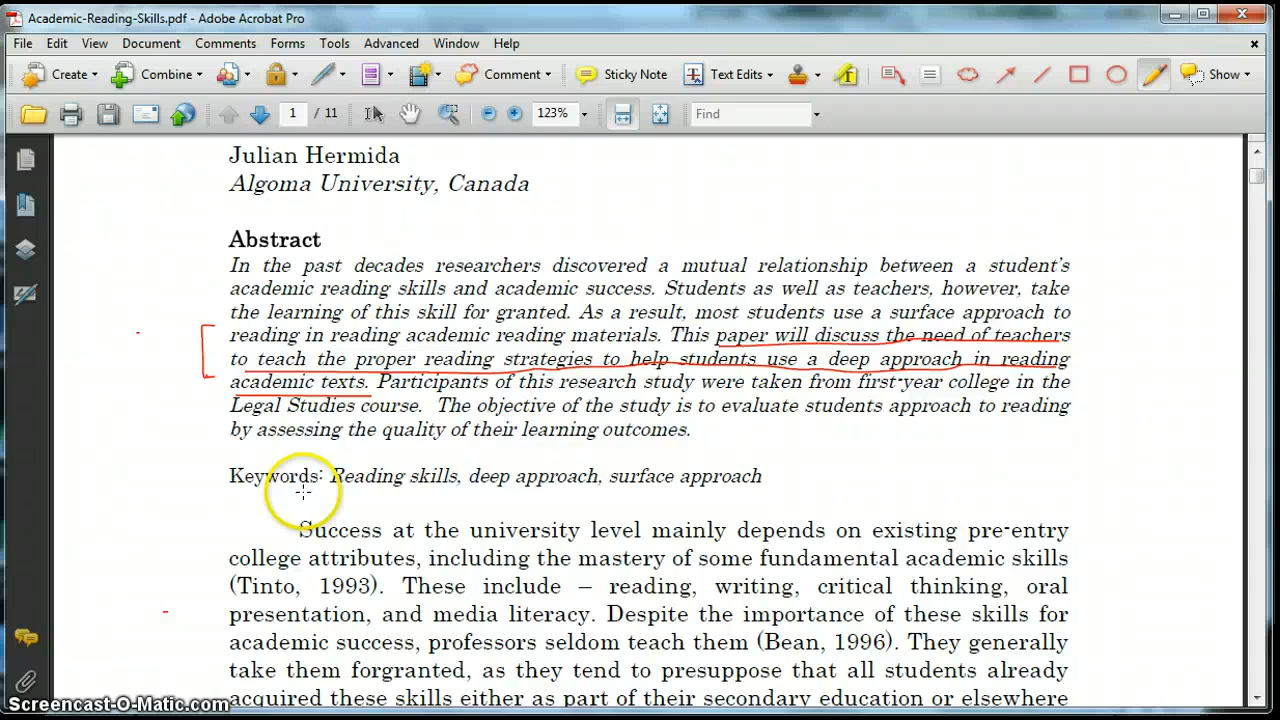 Academic-Reading-Skills.pdf - Adobe Acrobat Pro
File Edit View Document Comments Forms Tools Advanced Window Help
Create Combine Comment Sticky Note Text Edits Show
1 / 11 123% Find
Julian Hermida
Algoma University, Canada
Abstract
In the past decades researchers discovered a mutual relationship between a student's
academic reading skills and academic success. Students as well as teachers, however, take
the learning of this skill for granted. As a result, most students use a surface approach to
reading in reading academic reading materials. This paper will discuss the need of teachers
to teach the proper reading strategies to help students use a deep approach in reading
academic texts. Participants of this research study were taken from first-year college in the
Legal Studies course. The objective of the study is to evaluate students approach to reading
by assessing the quality of their learning outcomes.
Keywords: Reading skills, deep approach, surface approach
Success at the university level mainly depends on existing pre-entry
college attributes, including the mastery of some fundamental academic skills
(Tinto, 1993). These include – reading, writing, critical thinking, oral
presentation, and media literacy. Despite the importance of these skills for
academic success, professors seldom teach them (Bean, 1996). They generally
take them forgranted, as they tend to presuppose that all students already
acquired these skills either as part of their secondary education or elsewhere
Screencast-O-Matic.com